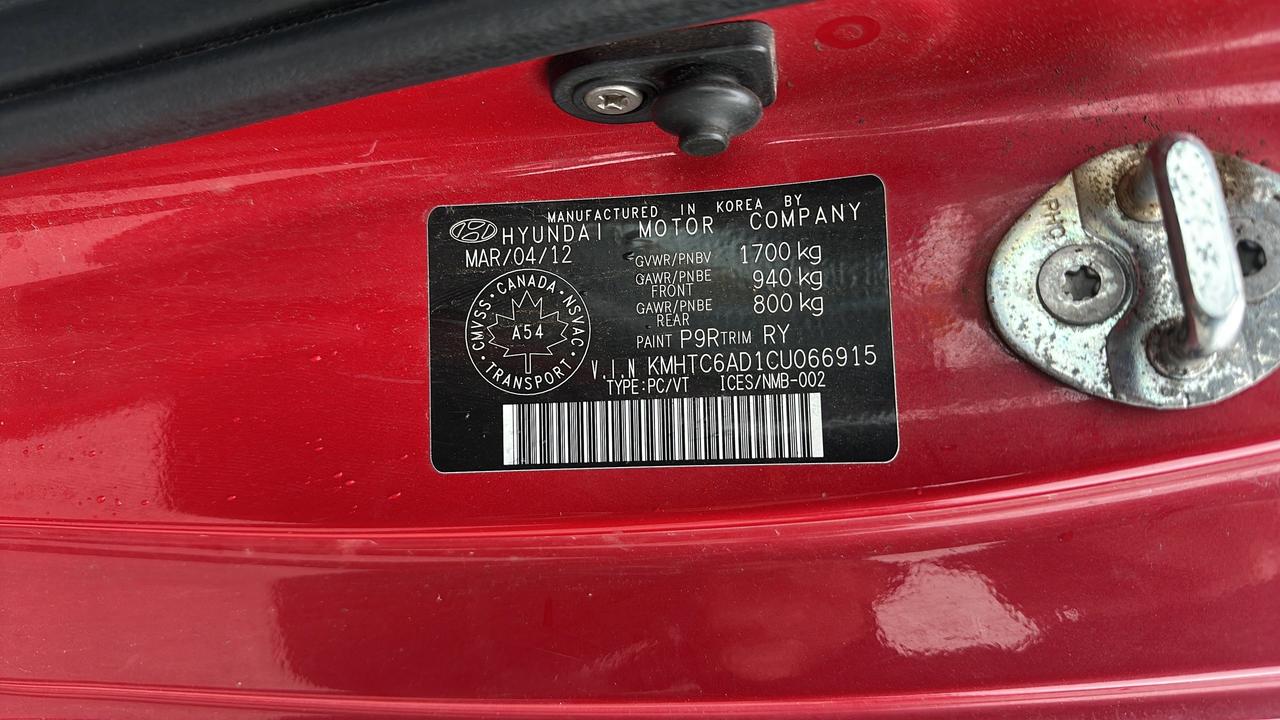 MANUFACTURED IN KOREA BY
HYUNDAI MOTOR COMPANY
MAR/04/12
GVWR/PNBV 1700 kg
GAWR/PNBE FRONT 940 kg
GAWR/PNBE REAR 800 kg
CANADA · NSVAC · TRANSPORT · CMVSS ·
A54
PAINT P9R TRIM RY
V.I.N KMHTC6AD1CU066915
TYPE:PC/VT ICES/NMB-002
PHC